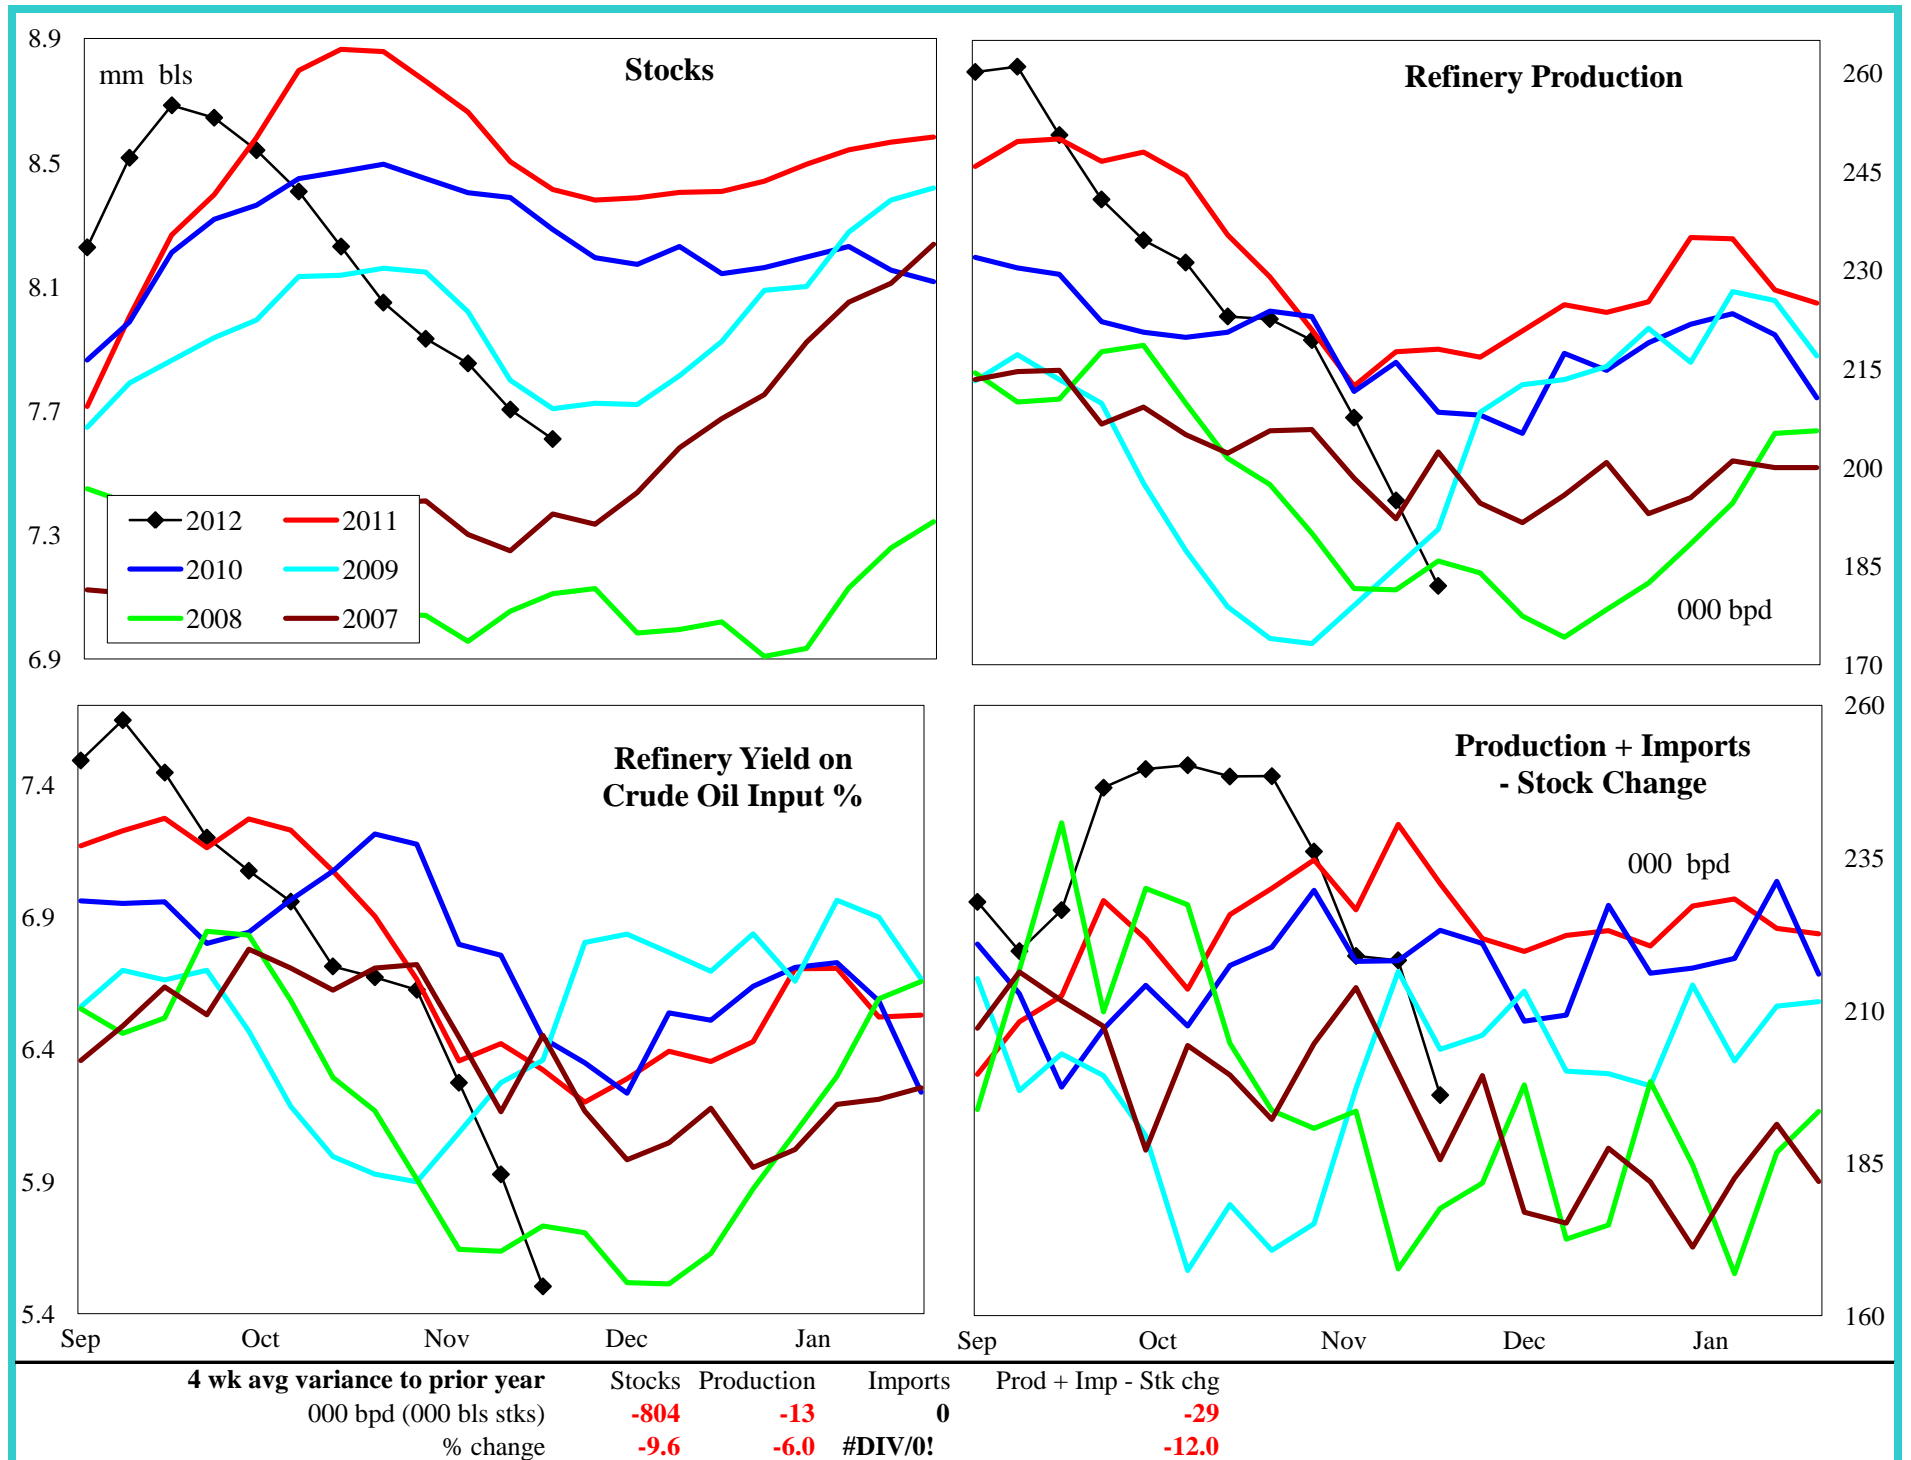 Stocks
mm bls
8.9
8.5
8.1
7.7
7.3
6.9
2012 2011
2010 2009
2008 2007
Refinery Production
260
245
230
215
200
185
170
000 bpd
Refinery Yield on
Crude Oil Input %
7.4
6.9
6.4
5.9
5.4
Sep Oct Nov Dec Jan
Production + Imports
- Stock Change
000 bpd
260
235
210
185
160
Sep Oct Nov Dec Jan
4 wk avg variance to prior year Stocks Production Imports Prod + Imp - Stk chg
000 bpd (000 bls stks) -804 -13 0 -29
% change -9.6 -6.0 #DIV/0! -12.0